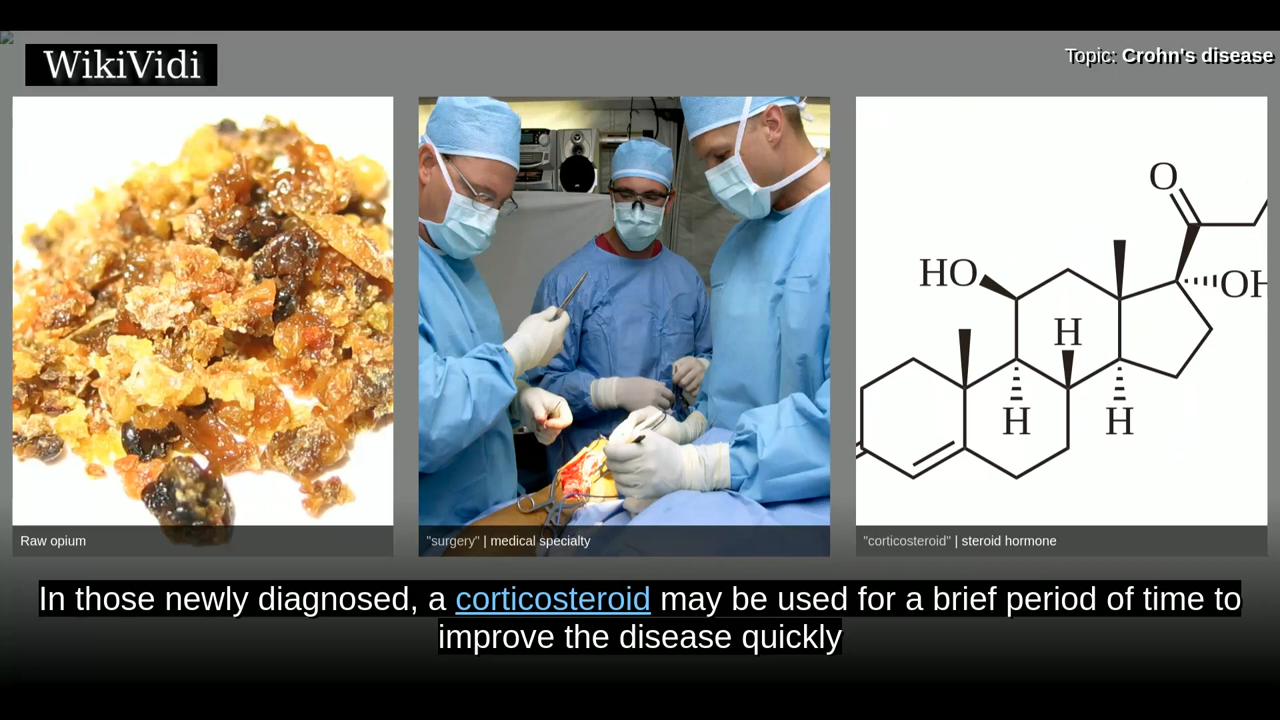 WikiVidi
Topic: Crohn's disease
O
HO
OH
H
H
H
Raw opium
"surgery" | medical specialty
"corticosteroid" | steroid hormone
In those newly diagnosed, a corticosteroid may be used for a brief period of time to
improve the disease quickly